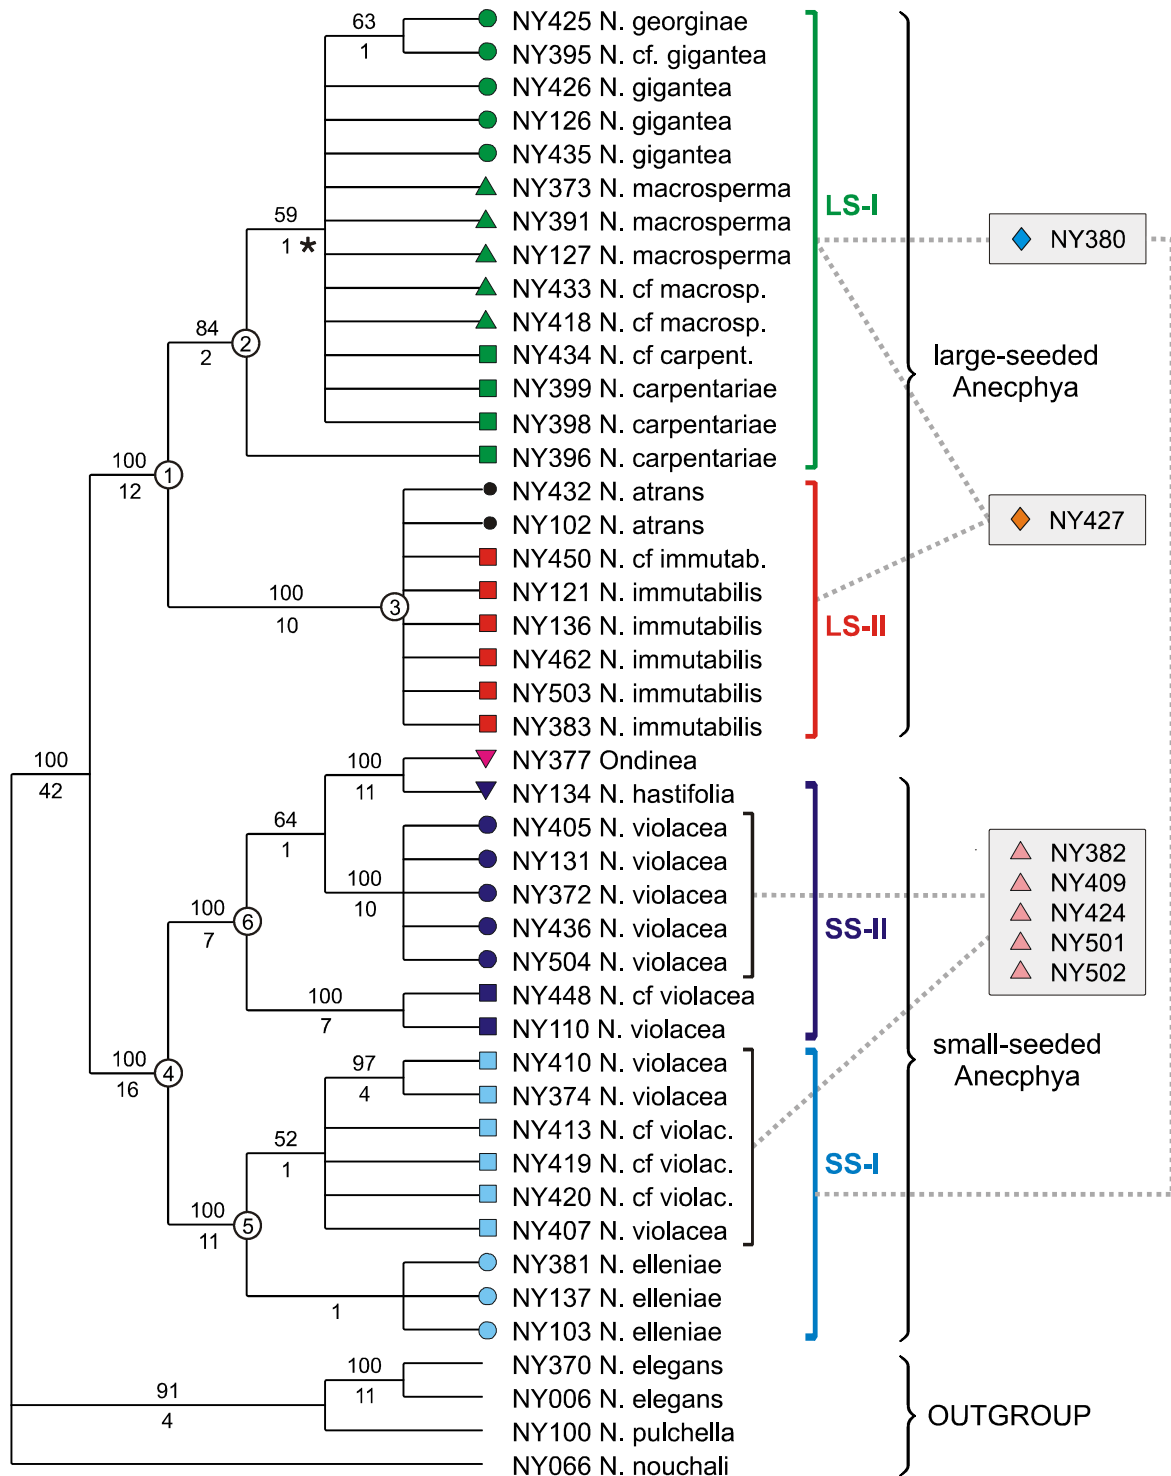 63
1
NY425 N. georginae
NY395 N. cf. gigantea
NY426 N. gigantea
NY126 N. gigantea
NY435 N. gigantea
NY373 N. macrosperma
NY391 N. macrosperma
NY127 N. macrosperma
NY433 N. cf macrosp.
NY418 N. cf macrosp.
NY434 N. cf carpent.
NY399 N. carpentariae
NY398 N. carpentariae
NY396 N. carpentariae
59
1 *
84
2
2
100
12
1
LS-I
NY432 N. atrans
NY102 N. atrans
NY450 N. cf immutab.
NY121 N. immutabilis
NY136 N. immutabilis
NY462 N. immutabilis
NY503 N. immutabilis
NY383 N. immutabilis
100
10
3
LS-II
large-seeded
Anecphya
NY380
NY427
100
42
NY377 Ondinea
NY134 N. hastifolia
NY405 N. violacea
NY131 N. violacea
NY372 N. violacea
NY436 N. violacea
NY504 N. violacea
NY448 N. cf violacea
NY110 N. violacea
100
11
64
1
100
10
100
7
6
100
7
SS-II
NY382
NY409
NY424
NY501
NY502
100
16
4
NY410 N. violacea
NY374 N. violacea
NY413 N. cf violac.
NY419 N. cf violac.
NY420 N. cf violac.
NY407 N. violacea
NY381 N. elleniae
NY137 N. elleniae
NY103 N. elleniae
97
4
52
1
100
11
5
1
SS-I
small-seeded
Anecphya
NY370 N. elegans
NY006 N. elegans
NY100 N. pulchella
NY066 N. nouchali
100
11
91
4
OUTGROUP